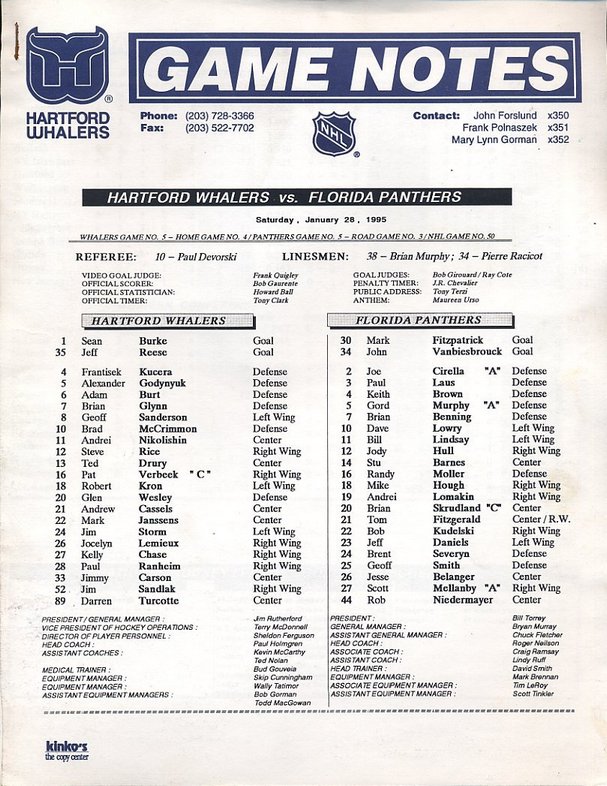 HARTFORD
WHALERS
®
GAME NOTES
Phone: (203) 728-3366
Fax: (203) 522-7702
NHL
®
Contact: John Forslund x350
Frank Polnaszek x351
Mary Lynn Gorman x352
HARTFORD WHALERS vs. FLORIDA PANTHERS
Saturday, January 28, 1995
WHALERS GAME NO. 5 – HOME GAME NO. 4 / PANTHERS GAME NO. 5 – ROAD GAME NO. 3 / NHL GAME NO. 50
REFEREE: 10 – Paul Devorski LINESMEN: 38 – Brian Murphy; 34 – Pierre Racicot
VIDEO GOAL JUDGE: Frank Quigley
OFFICIAL SCORER: Bob Gaurente
OFFICIAL STATISTICIAN: Howard Ball
OFFICIAL TIMER: Tony Clark
GOAL JUDGES: Bob Girouard / Ray Cote
PENALTY TIMER: J.R. Chevalier
PUBLIC ADDRESS: Tony Terzi
ANTHEM: Maureen Urso
HARTFORD WHALERS
1 Sean Burke Goal
35 Jeff Reese Goal
4 Frantisek Kucera Defense
5 Alexander Godynyuk Defense
6 Adam Burt Defense
7 Brian Glynn Defense
8 Geoff Sanderson Left Wing
10 Brad McCrimmon Defense
11 Andrei Nikolishin Center
12 Steve Rice Right Wing
13 Ted Drury Center
16 Pat Verbeek "C" Right Wing
18 Robert Kron Left Wing
20 Glen Wesley Defense
21 Andrew Cassels Center
22 Mark Janssens Center
24 Jim Storm Left Wing
26 Jocelyn Lemieux Right Wing
27 Kelly Chase Right Wing
28 Paul Ranheim Right Wing
33 Jimmy Carson Center
52 Jim Sandlak Right Wing
89 Darren Turcotte Center
FLORIDA PANTHERS
30 Mark Fitzpatrick Goal
34 John Vanbiesbrouck Goal
2 Joe Cirella "A" Defense
3 Paul Laus Defense
4 Keith Brown Defense
5 Gord Murphy "A" Defense
7 Brian Benning Defense
10 Dave Lowry Left Wing
11 Bill Lindsay Left Wing
12 Jody Hull Right Wing
14 Stu Barnes Center
16 Randy Moller Defense
18 Mike Hough Right Wing
19 Andrei Lomakin Right Wing
20 Brian Skrudland "C" Center
21 Tom Fitzgerald Center / R.W.
22 Bob Kudelski Right Wing
23 Jeff Daniels Left Wing
24 Brent Severyn Defense
25 Geoff Smith Defense
26 Jesse Belanger Center
27 Scott Mellanby "A" Right Wing
44 Rob Niedermayer Center
PRESIDENT/GENERAL MANAGER : Jim Rutherford
VICE PRESIDENT OF HOCKEY OPERATIONS : Terry McDonnell
DIRECTOR OF PLAYER PERSONNEL : Sheldon Ferguson
HEAD COACH : Paul Holmgren
ASSISTANT COACHES : Kevin McCarthy
Ted Nolan
MEDICAL TRAINER : Bud Gouveia
EQUIPMENT MANAGER : Skip Cunningham
EQUIPMENT MANAGER : Wally Tatimor
ASSISTANT EQUIPMENT MANAGERS : Bob Gorman
Todd MacGowan
PRESIDENT : Bill Torrey
GENERAL MANAGER : Bryan Murray
ASSISTANT GENERAL MANAGER : Chuck Fletcher
HEAD COACH : Roger Neilson
ASSOCIATE COACH : Craig Ramsay
ASSISTANT COACH : Lindy Ruff
HEAD TRAINER : David Smith
EQUIPMENT MANAGER : Mark Brennan
ASSOCIATE EQUIPMENT MANAGER : Tim LeRoy
ASSISTANT EQUIPMENT MANAGER : Scott Tinkler
kinko's
the copy center